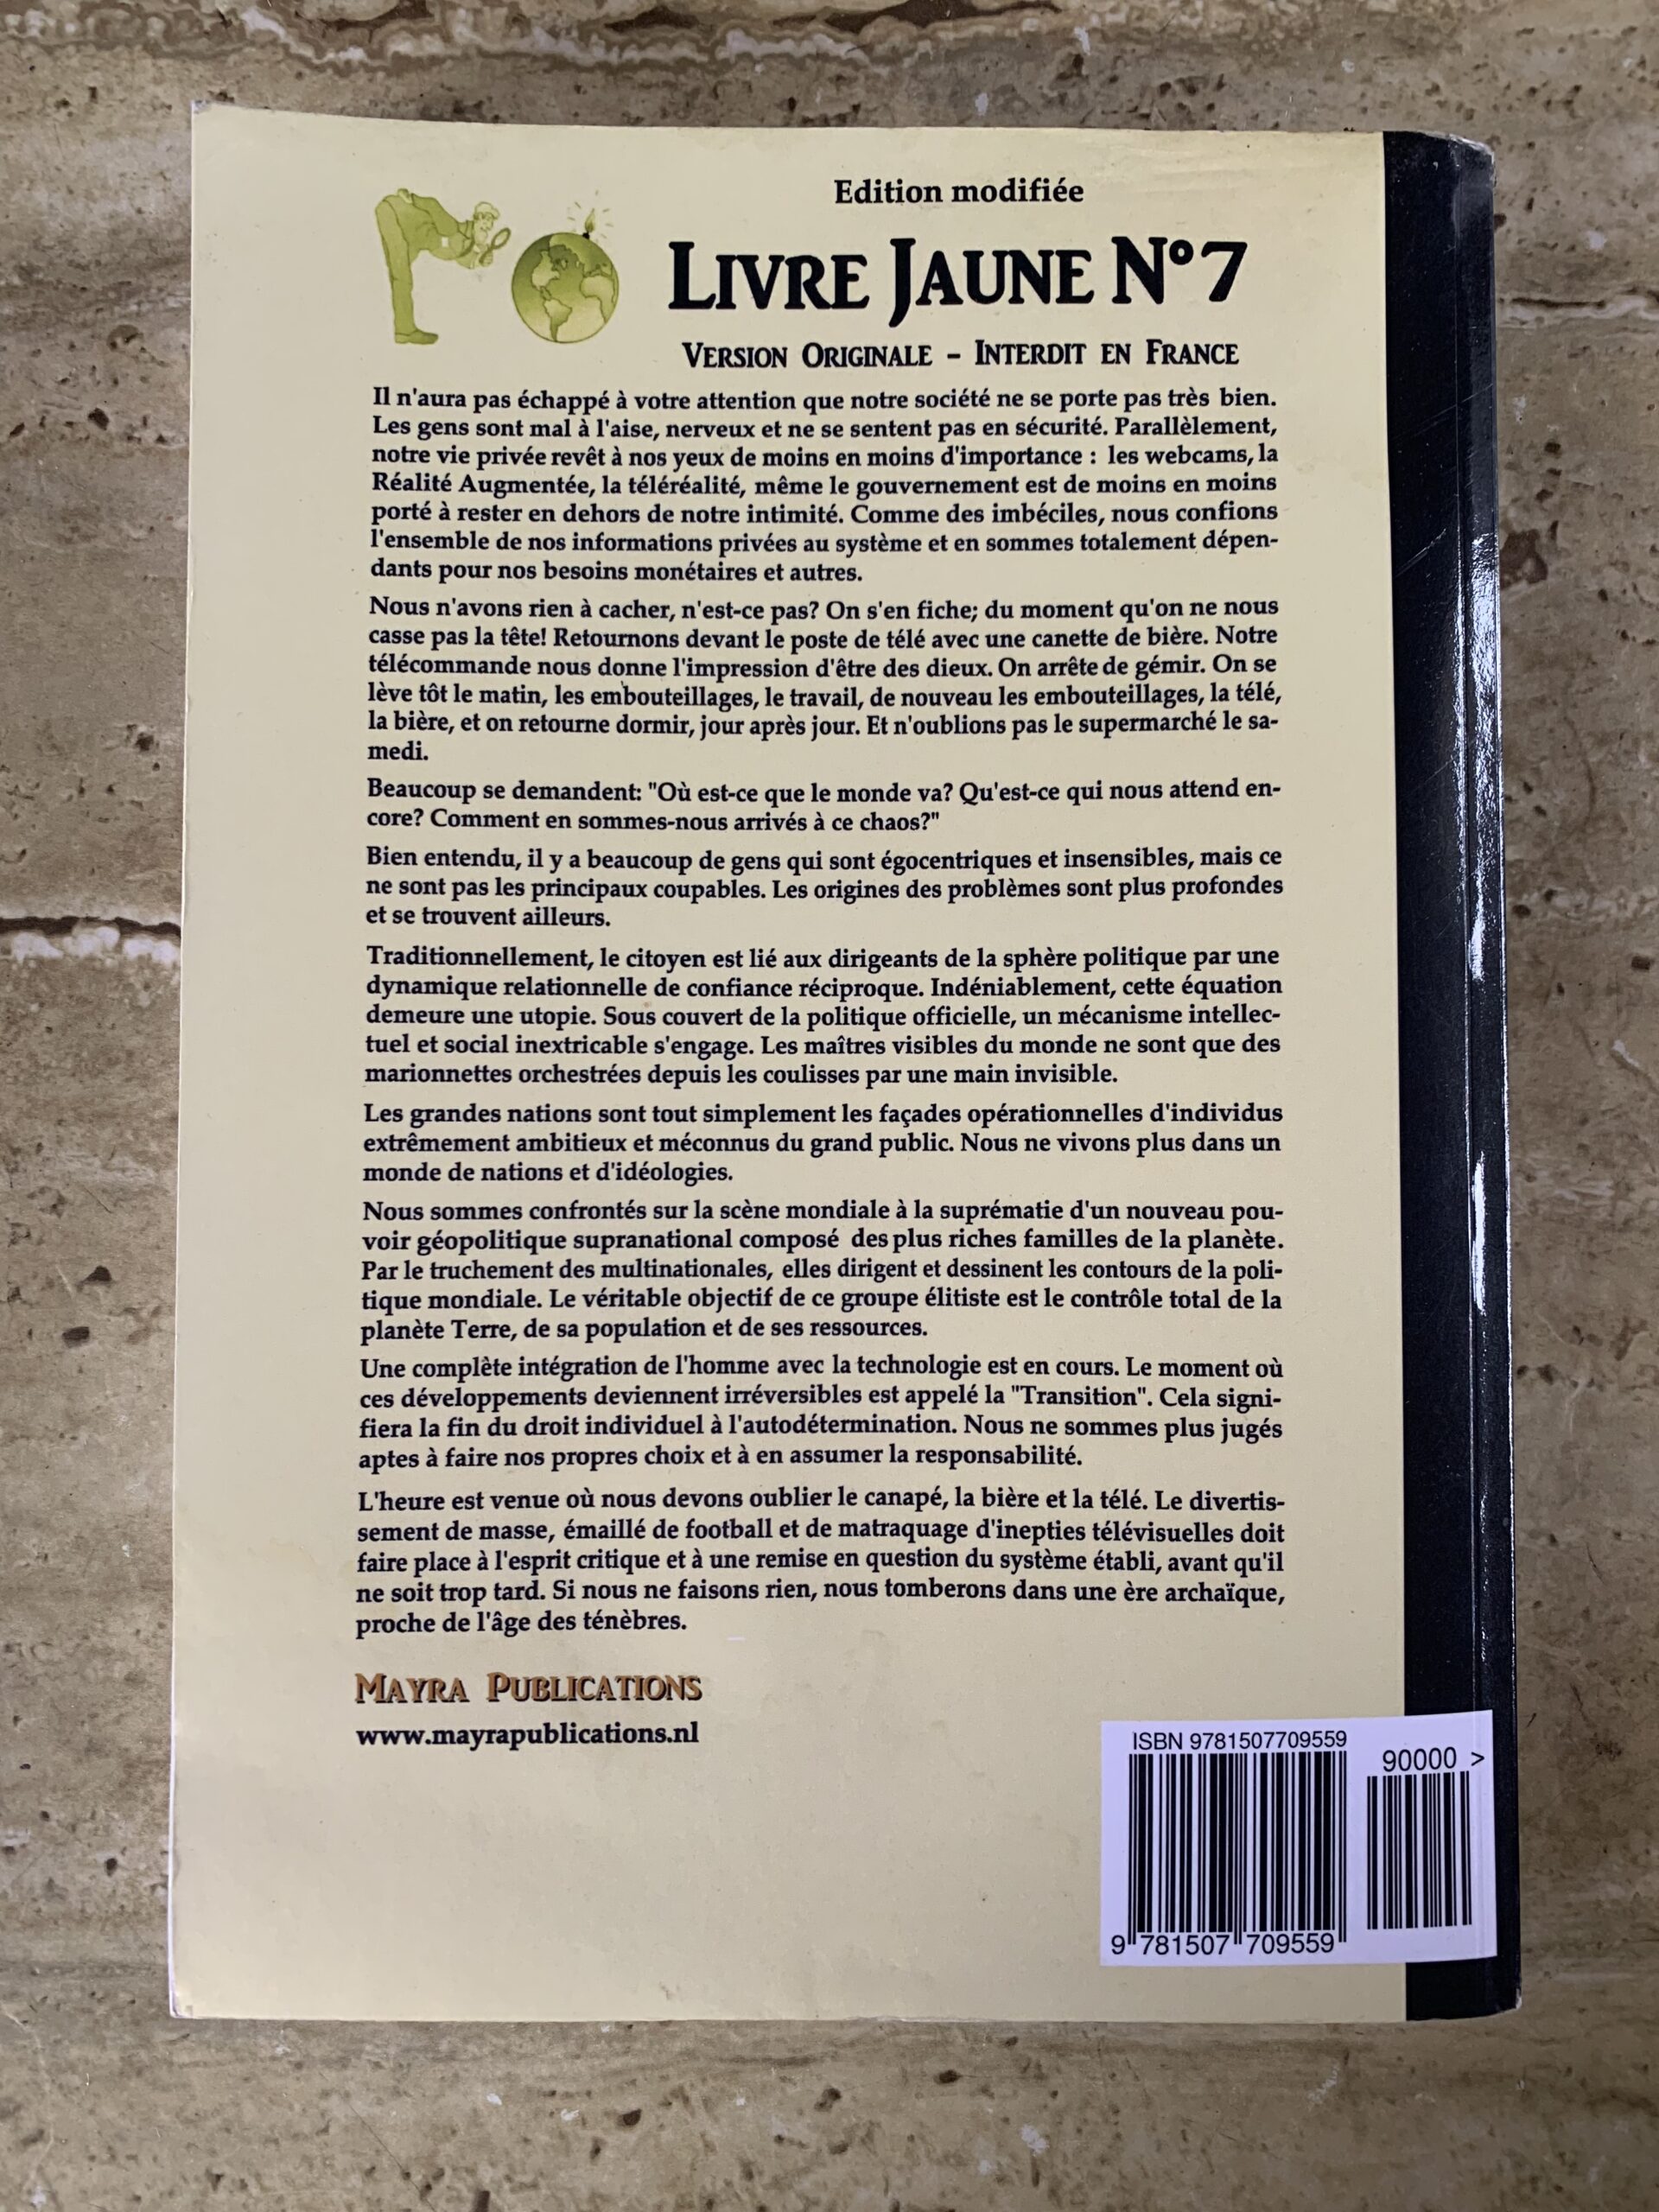 Edition modifiée
LIVRE JAUNE N°7
VERSION ORIGINALE – INTERDIT EN FRANCE
Il n'aura pas échappé à votre attention que notre société ne se porte pas très bien.
Les gens sont mal à l'aise, nerveux et ne se sentent pas en sécurité. Parallèlement,
notre vie privée revêt à nos yeux de moins en moins d'importance : les webcams, la
Réalité Augmentée, la téléréalité, même le gouvernement est de moins en moins
porté à rester en dehors de notre intimité. Comme des imbéciles, nous confions
l'ensemble de nos informations privées au système et en sommes totalement dépen-
dants pour nos besoins monétaires et autres.
Nous n'avons rien à cacher, n'est-ce pas? On s'en fiche; du moment qu'on ne nous
casse pas la tête! Retournons devant le poste de télé avec une canette de bière. Notre
télécommande nous donne l'impression d'être des dieux. On arrête de gémir. On se
lève tôt le matin, les embouteillages, le travail, de nouveau les embouteillages, la télé,
la bière, et on retourne dormir, jour après jour. Et n'oublions pas le supermarché le sa-
medi.
Beaucoup se demandent: "Où est-ce que le monde va? Qu'est-ce qui nous attend en-
core? Comment en sommes-nous arrivés à ce chaos?"
Bien entendu, il y a beaucoup de gens qui sont égocentriques et insensibles, mais ce
ne sont pas les principaux coupables. Les origines des problèmes sont plus profondes
et se trouvent ailleurs.
Traditionnellement, le citoyen est lié aux dirigeants de la sphère politique par une
dynamique relationnelle de confiance réciproque. Indéniablement, cette équation
demeure une utopie. Sous couvert de la politique officielle, un mécanisme intellec-
tuel et social inextricable s'engage. Les maîtres visibles du monde ne sont que des
marionnettes orchestrées depuis les coulisses par une main invisible.
Les grandes nations sont tout simplement les façades opérationnelles d'individus
extrêmement ambitieux et méconnus du grand public. Nous ne vivons plus dans un
monde de nations et d'idéologies.
Nous sommes confrontés sur la scène mondiale à la suprématie d'un nouveau pou-
voir géopolitique supranational composé des plus riches familles de la planète.
Par le truchement des multinationales, elles dirigent et dessinent les contours de la poli-
tique mondiale. Le véritable objectif de ce groupe élitiste est le contrôle total de la
planète Terre, de sa population et de ses ressources.
Une complète intégration de l'homme avec la technologie est en cours. Le moment où
ces développements deviennent irréversibles est appelé la "Transition". Cela signi-
fiera la fin du droit individuel à l'autodétermination. Nous ne sommes plus jugés
aptes à faire nos propres choix et à en assumer la responsabilité.
L'heure est venue où nous devons oublier le canapé, la bière et la télé. Le divertis-
sement de masse, émaillé de football et de matraquage d'inepties télévisuelles doit
faire place à l'esprit critique et à une remise en question du système établi, avant qu'il
ne soit trop tard. Si nous ne faisons rien, nous tomberons dans une ère archaïque,
proche de l'âge des ténèbres.
MAYRA PUBLICATIONS
www.mayrapublications.nl
ISBN 9781507709559
90000 >
9 781507 709559